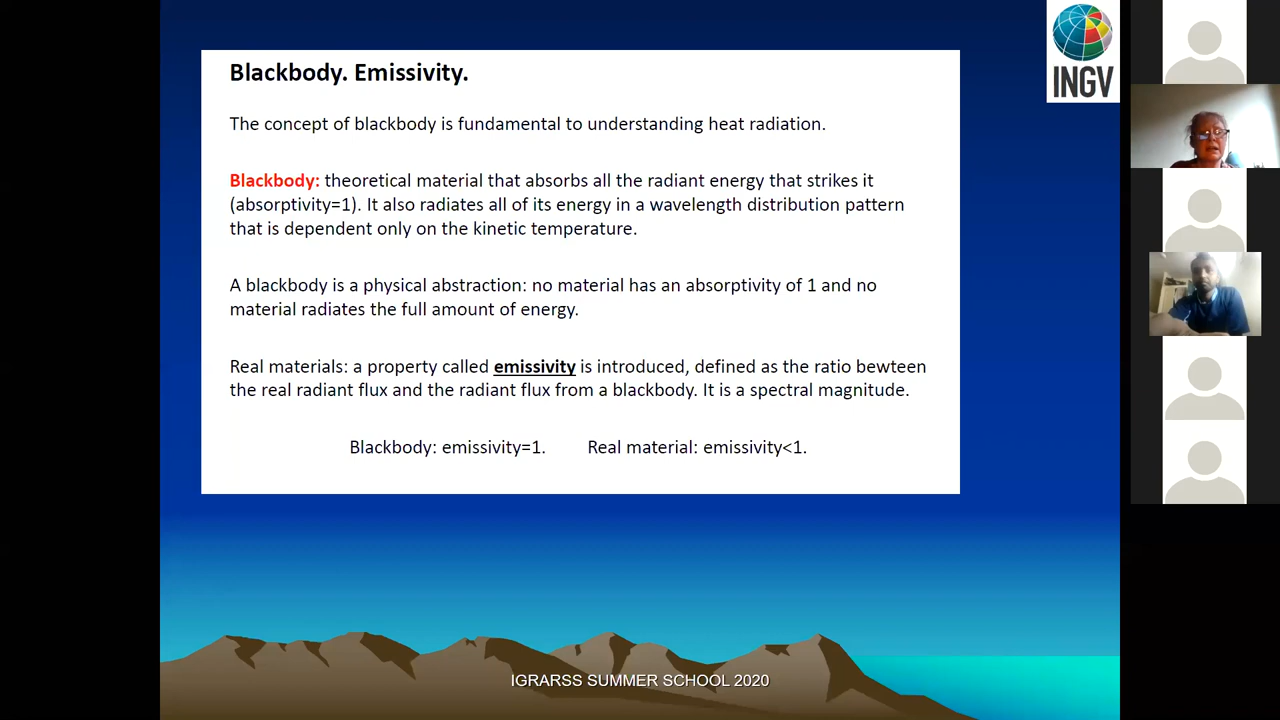 Blackbody. Emissivity.
The concept of blackbody is fundamental to understanding heat radiation.
Blackbody: theoretical material that absorbs all the radiant energy that strikes it
(absorptivity=1). It also radiates all of its energy in a wavelength distribution pattern
that is dependent only on the kinetic temperature.
A blackbody is a physical abstraction: no material has an absorptivity of 1 and no
material radiates the full amount of energy.
Real materials: a property called emissivity is introduced, defined as the ratio bewteen
the real radiant flux and the radiant flux from a blackbody. It is a spectral magnitude.
Blackbody: emissivity=1. Real material: emissivity<1.
INGV
IGRARSS SUMMER SCHOOL 2020